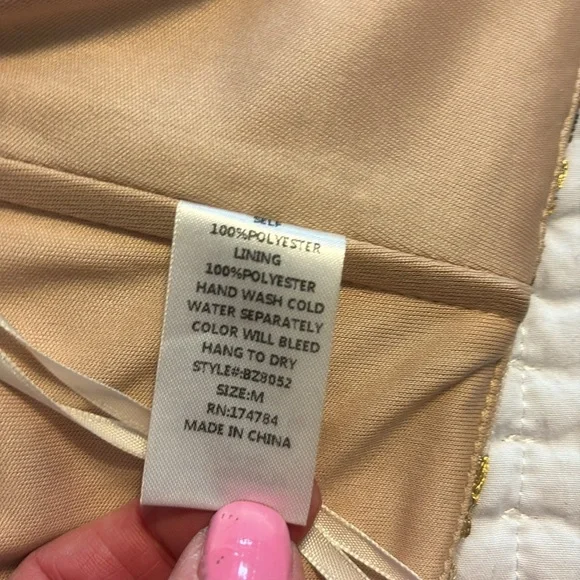 SELF
100%POLYESTER
LINING
100%POLYESTER
HAND WASH COLD
WATER SEPARATELY
COLOR WILL BLEED
HANG TO DRY
STYLE#:BZ8052
SIZE:M
RN:174784
MADE IN CHINA